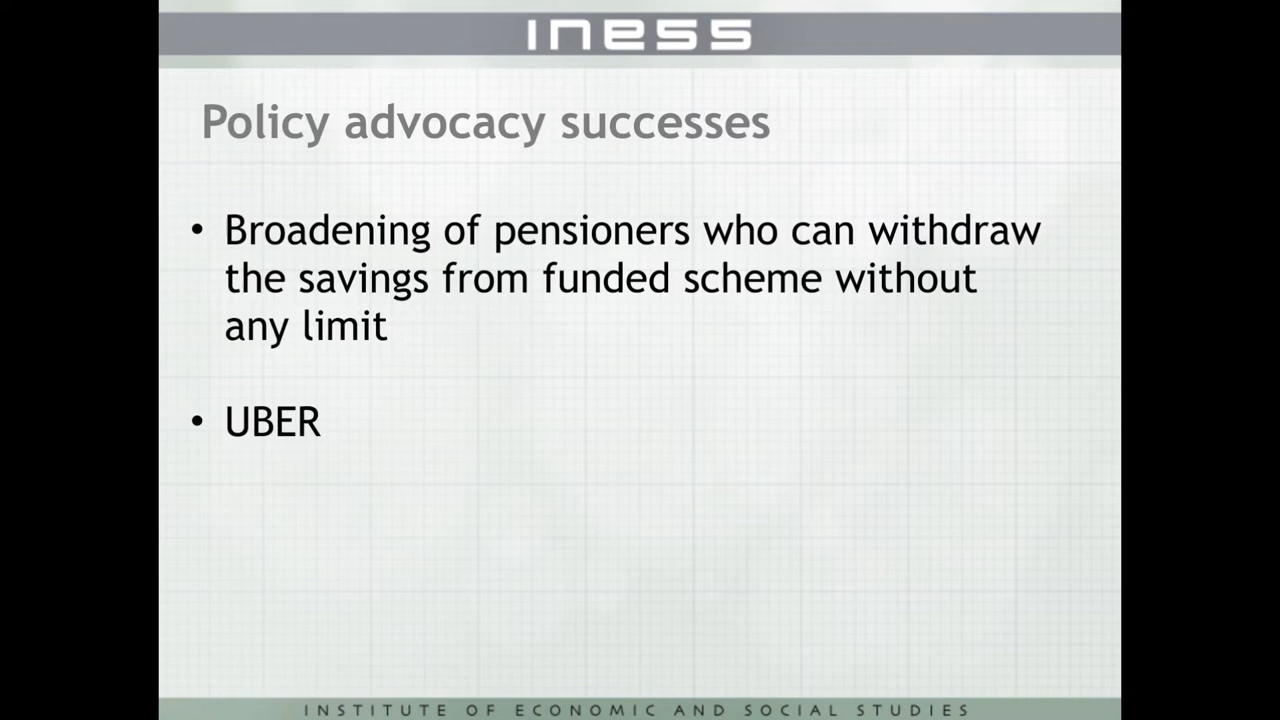 INESS
Policy advocacy successes
• Broadening of pensioners who can withdraw
the savings from funded scheme without
any limit
• UBER
INSTITUTE OF ECONOMIC AND SOCIAL STUDIES